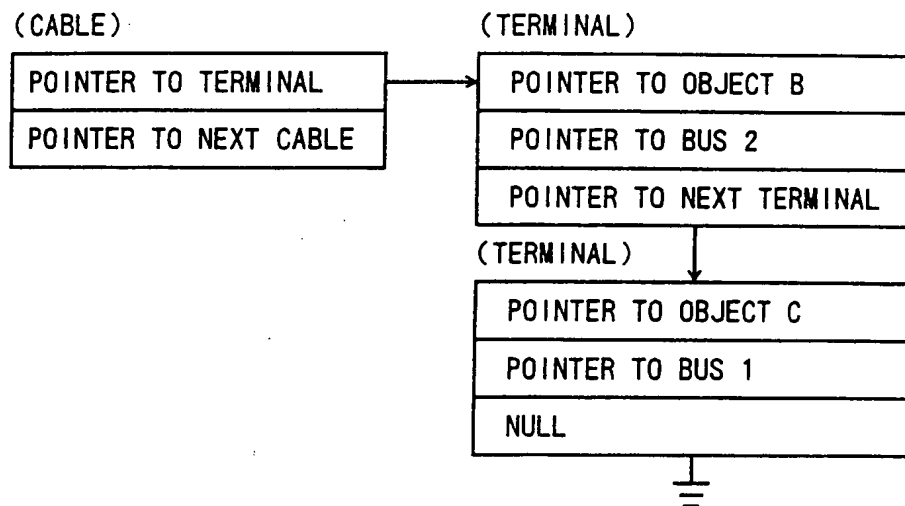 (CABLE)
POINTER TO TERMINAL
POINTER TO NEXT CABLE
(TERMINAL)
POINTER TO OBJECT B
POINTER TO BUS 2
POINTER TO NEXT TERMINAL
(TERMINAL)
POINTER TO OBJECT C
POINTER TO BUS 1
NULL